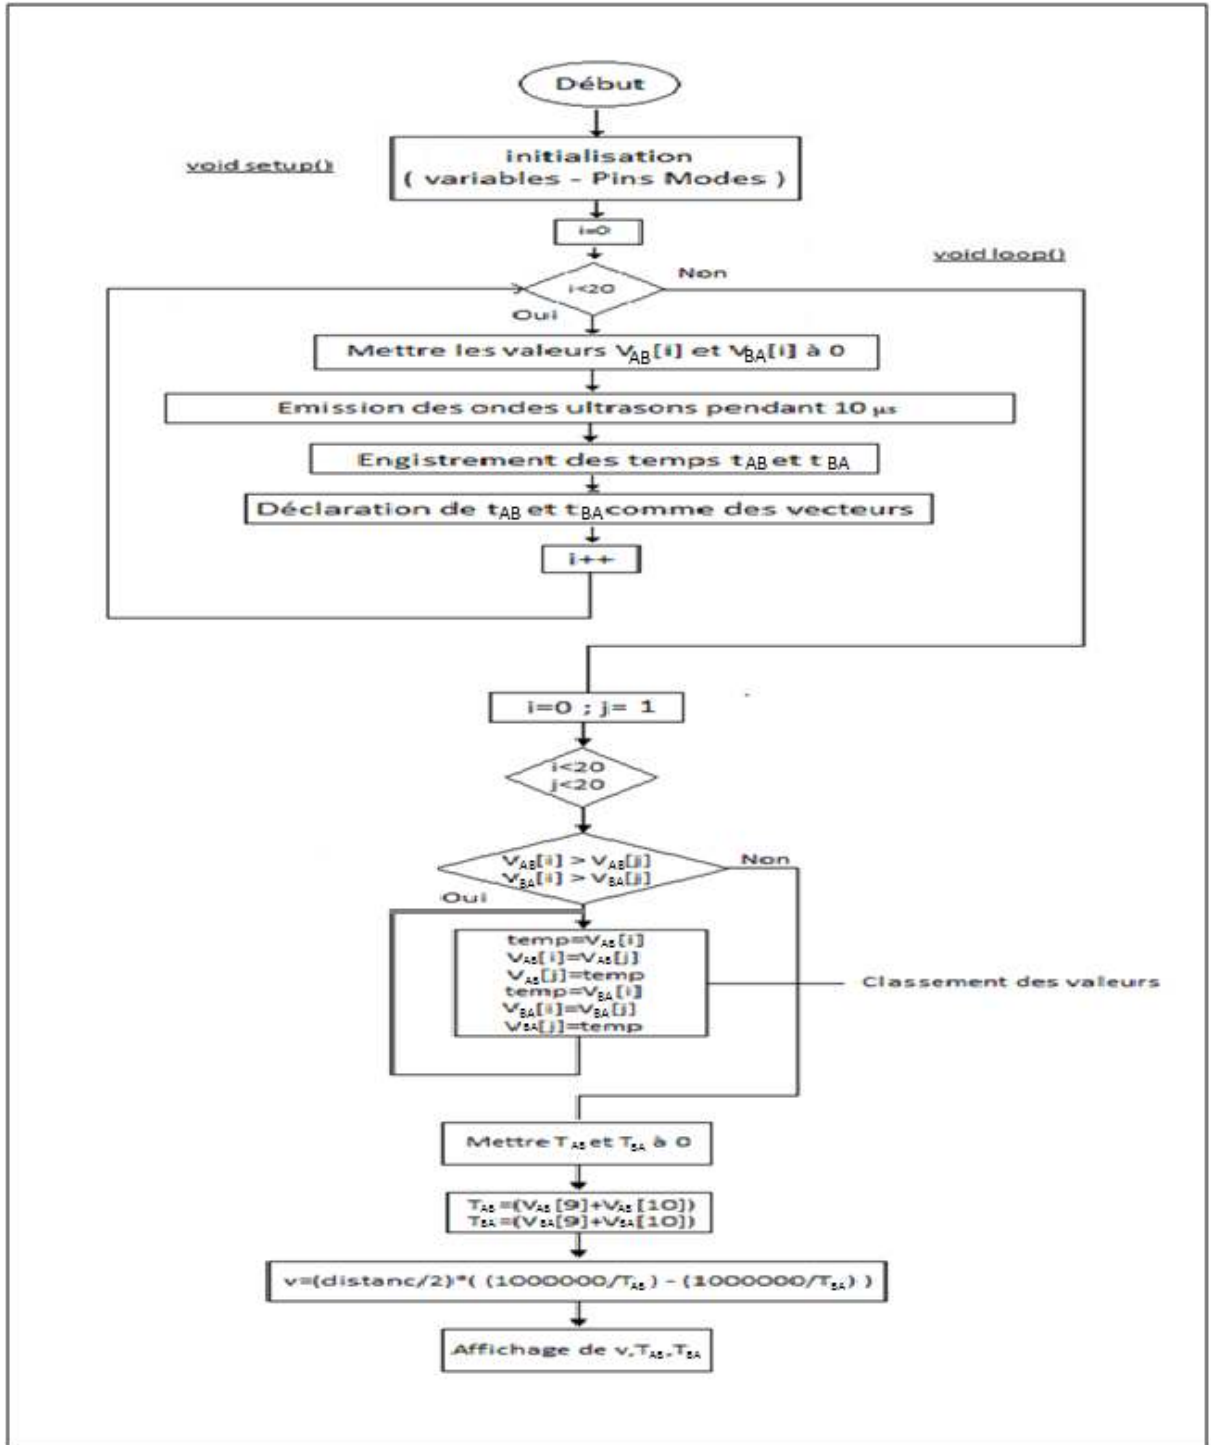 Début
void setup()
initialisation
( variables - Pins Modes )
i=0
void loop()
Non
i<20
Oui
Mettre les valeurs VAB[i] et VBA[i] à 0
Emission des ondes ultrasons pendant 10 µs
Engistrement des temps tAB et tBA
Déclaration de tAB et tBA comme des vecteurs
i++
i=0 ; j= 1
i<20
j<20
VAB[i] > VAB[j]
VBA[i] > VBA[j]
Non
Oui
temp=VAB[i]
VAB[i]=VAB[j]
VAB[j]=temp
temp=VBA[i]
VBA[i]=VBA[j]
VBA[j]=temp
Classement des valeurs
Mettre TAB et TBA à 0
TAB=(VAB[9]+VAB[10])
TBA=(VBA[9]+VBA[10])
v=(distanc/2)*( (1000000/TAB) - (1000000/TBA) )
Affichage de v,TAB,TBA